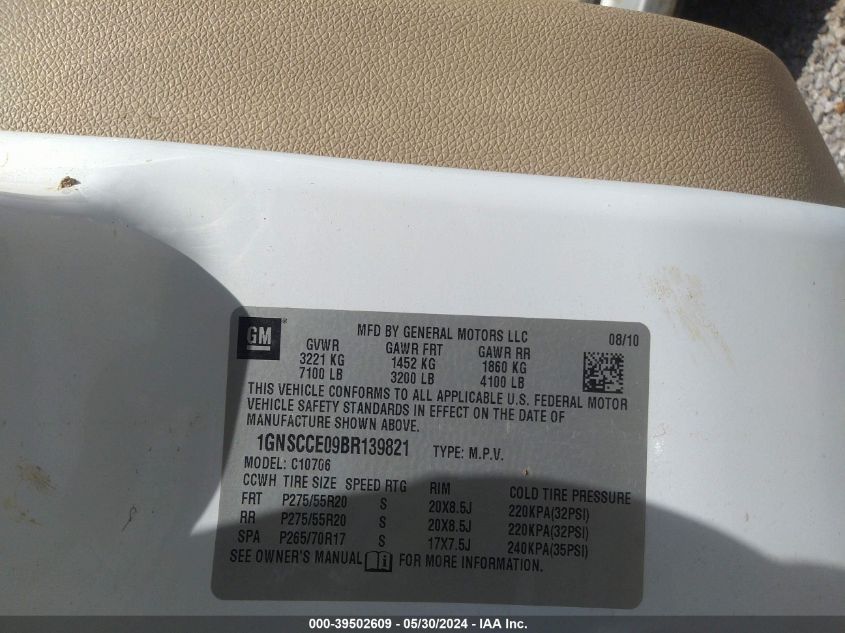 GM ® MFD BY GENERAL MOTORS LLC 08/10
GVWR GAWR FRT GAWR RR
3221 KG 1452 KG 1860 KG
7100 LB 3200 LB 4100 LB
THIS VEHICLE CONFORMS TO ALL APPLICABLE U.S. FEDERAL MOTOR
VEHICLE SAFETY STANDARDS IN EFFECT ON THE DATE OF
MANUFACTURE SHOWN ABOVE.
1GNSCCE09BR139821 TYPE: M.P.V.
MODEL: C10706
CCWH TIRE SIZE SPEED RTG RIM COLD TIRE PRESSURE
FRT P275/55R20 S 20X8.5J 220KPA(32PSI)
RR P275/55R20 S 20X8.5J 220KPA(32PSI)
SPA P265/70R17 S 17X7.5J 240KPA(35PSI)
SEE OWNER'S MANUAL FOR MORE INFORMATION.
000-39502609 - 05/30/2024 - IAA Inc.